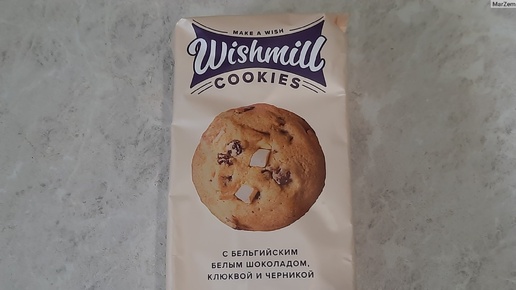 MarZem
MAKE A WISH
Wishmill
COOKIES
С БЕЛЬГИЙСКИМ
БЕЛЫМ ШОКОЛАДОМ,
КЛЮКВОЙ И ЧЕРНИКОЙ